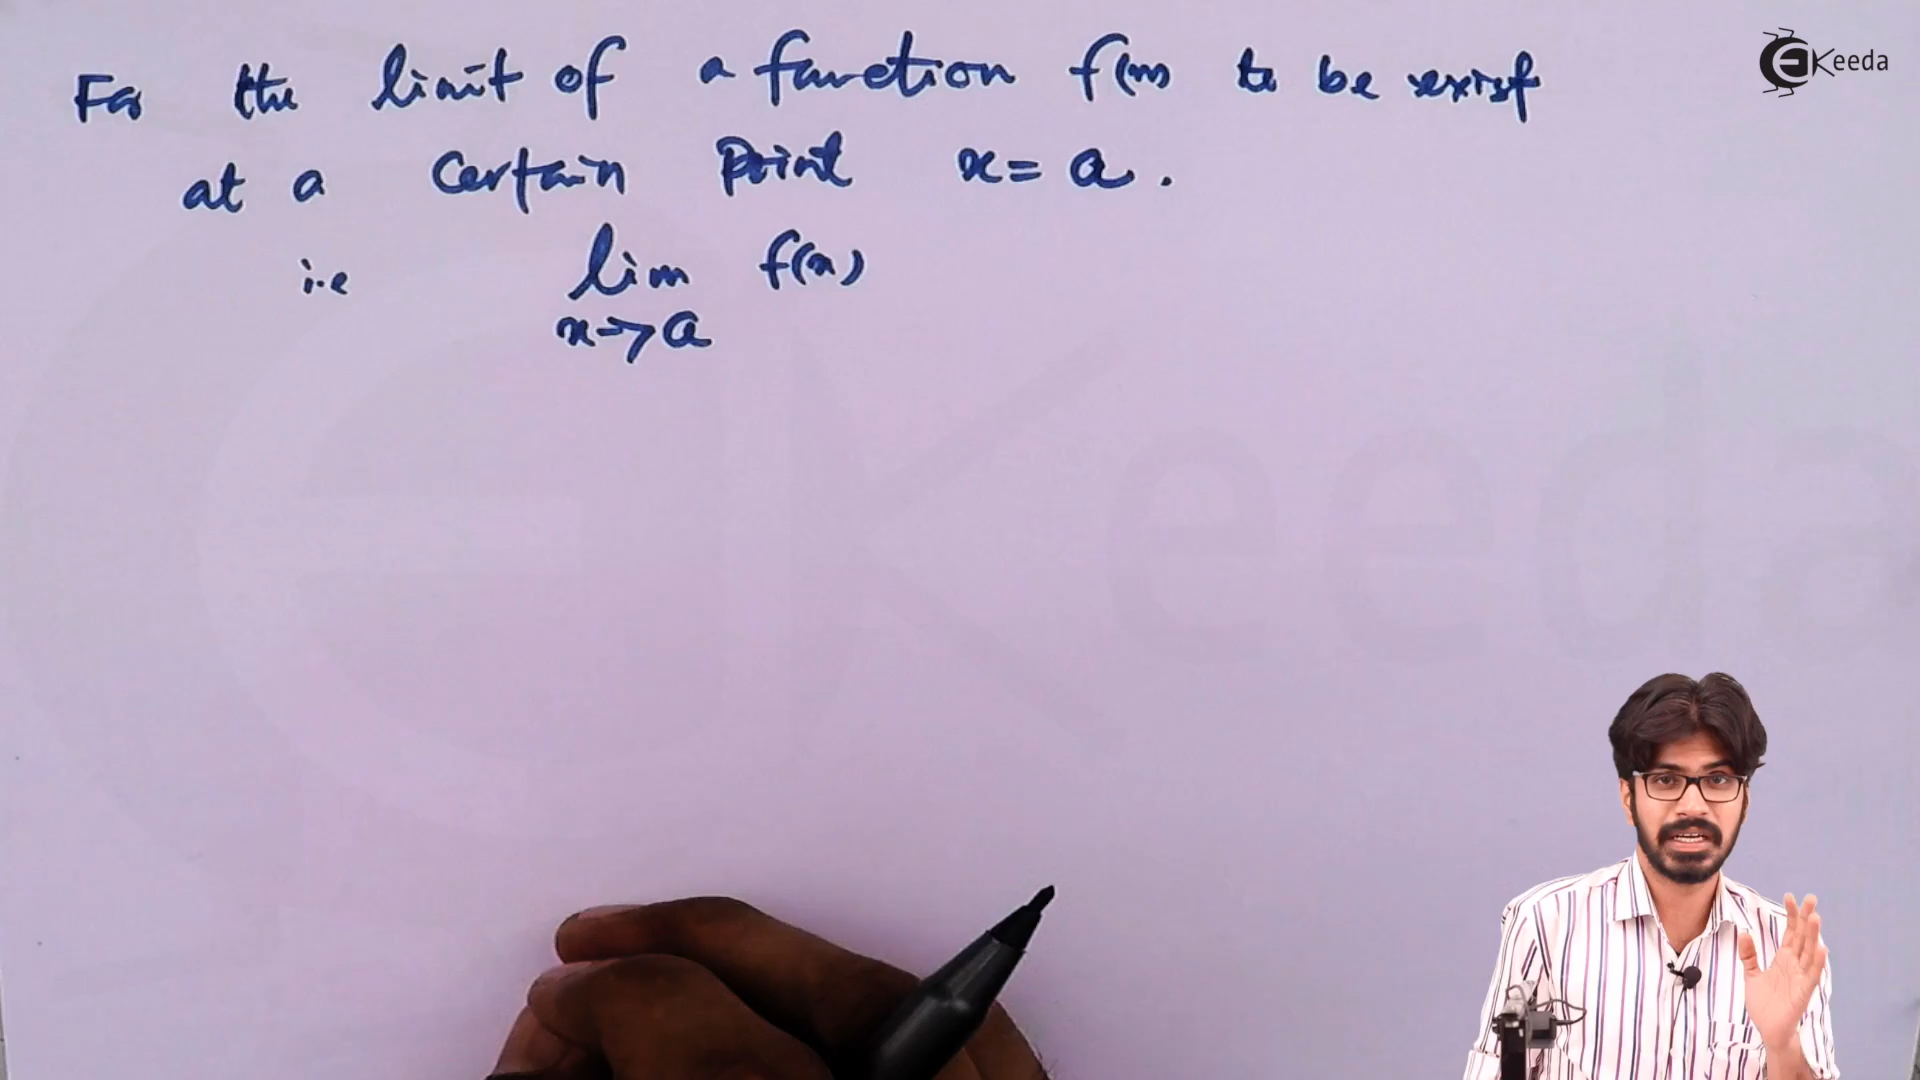 EKeeda
For the limit of a function f(x) to be exist
at a certain point x = a.
i.e lim f(x)
x→a